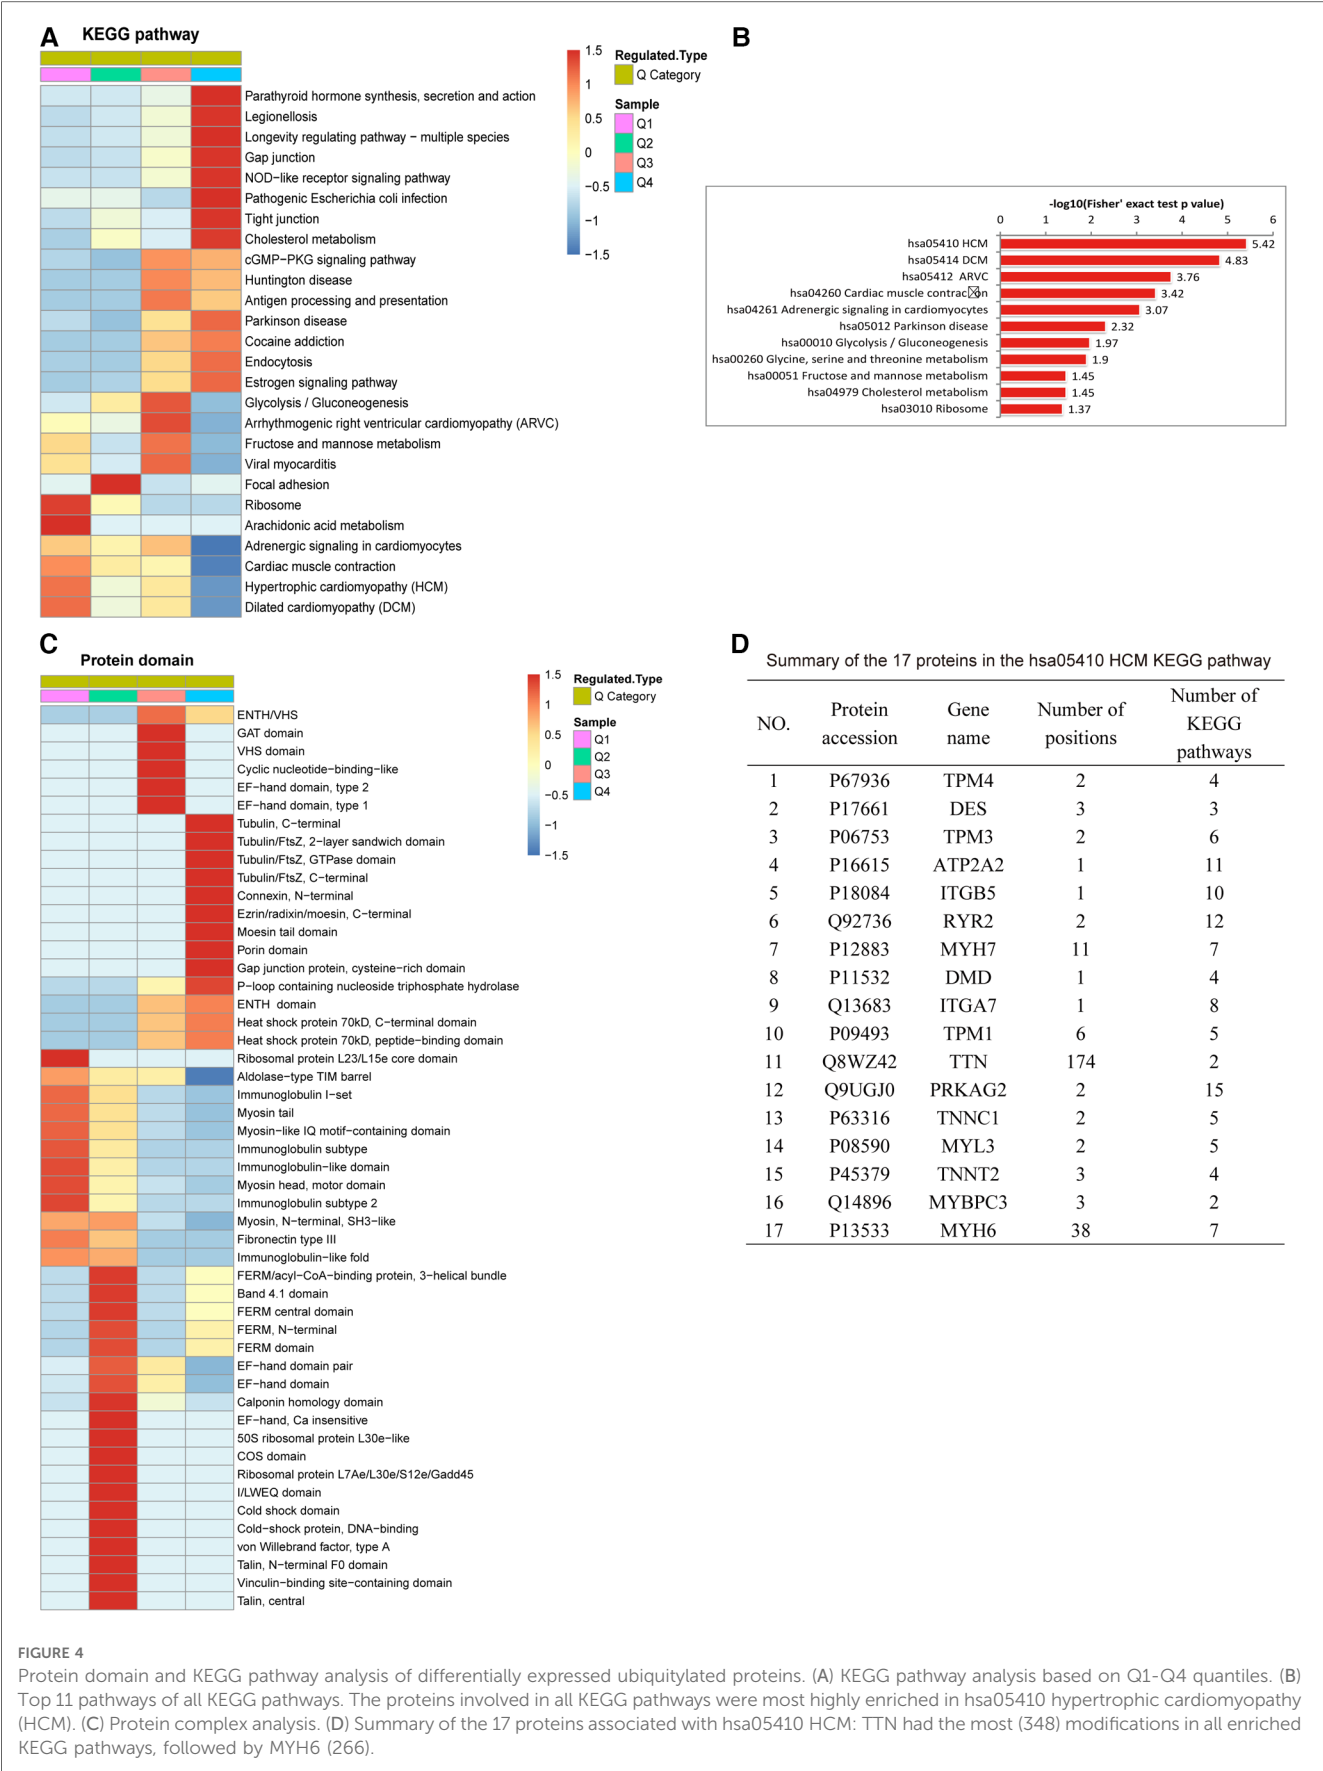 A
KEGG pathway
Parathyroid hormone synthesis, secretion and action
Legionellosis
Longevity regulating pathway − multiple species
Gap junction
NOD−like receptor signaling pathway
Pathogenic Escherichia coli infection
Tight junction
Cholesterol metabolism
cGMP−PKG signaling pathway
Huntington disease
Antigen processing and presentation
Parkinson disease
Cocaine addiction
Endocytosis
Estrogen signaling pathway
Glycolysis / Gluconeogenesis
Arrhythmogenic right ventricular cardiomyopathy (ARVC)
Fructose and mannose metabolism
Viral myocarditis
Focal adhesion
Ribosome
Arachidonic acid metabolism
Adrenergic signaling in cardiomyocytes
Cardiac muscle contraction
Hypertrophic cardiomyopathy (HCM)
Dilated cardiomyopathy (DCM)
1.5
1
0.5
0
−0.5
−1
−1.5
Regulated.Type
Q Category
Sample
Q1
Q2
Q3
Q4
B
-log10(Fisher' exact test p value)
0 1 2 3 4 5 6
hsa05410 HCM 5.42
hsa05414 DCM 4.83
hsa05412 ARVC 3.76
hsa04260 Cardiac muscle contrac☒on 3.42
hsa04261 Adrenergic signaling in cardiomyocytes 3.07
hsa05012 Parkinson disease 2.32
hsa00010 Glycolysis / Gluconeogenesis 1.97
hsa00260 Glycine, serine and threonine metabolism 1.9
hsa00051 Fructose and mannose metabolism 1.45
hsa04979 Cholesterol metabolism 1.45
hsa03010 Ribosome 1.37
C
Protein domain
ENTH/VHS
GAT domain
VHS domain
Cyclic nucleotide−binding−like
EF−hand domain, type 2
EF−hand domain, type 1
Tubulin, C−terminal
Tubulin/FtsZ, 2−layer sandwich domain
Tubulin/FtsZ, GTPase domain
Tubulin/FtsZ, C−terminal
Connexin, N−terminal
Ezrin/radixin/moesin, C−terminal
Moesin tail domain
Porin domain
Gap junction protein, cysteine−rich domain
P−loop containing nucleoside triphosphate hydrolase
ENTH  domain
Heat shock protein 70kD, C−terminal domain
Heat shock protein 70kD, peptide−binding domain
Ribosomal protein L23/L15e core domain
Aldolase−type TIM barrel
Immunoglobulin I−set
Myosin tail
Myosin−like IQ motif−containing domain
Immunoglobulin subtype
Immunoglobulin−like domain
Myosin head, motor domain
Immunoglobulin subtype 2
Myosin, N−terminal, SH3−like
Fibronectin type III
Immunoglobulin−like fold
FERM/acyl−CoA−binding protein, 3−helical bundle
Band 4.1 domain
FERM central domain
FERM, N−terminal
FERM domain
EF−hand domain pair
EF−hand domain
Calponin homology domain
EF−hand, Ca insensitive
50S ribosomal protein L30e−like
COS domain
Ribosomal protein L7Ae/L30e/S12e/Gadd45
I/LWEQ domain
Cold shock domain
Cold−shock protein, DNA−binding
von Willebrand factor, type A
Talin, N−terminal F0 domain
Vinculin−binding site−containing domain
Talin, central
1.5
1
0.5
0
−0.5
−1
−1.5
Regulated.Type
Q Category
Sample
Q1
Q2
Q3
Q4
D
Summary of the 17 proteins in the hsa05410 HCM KEGG pathway
NO. Protein accession Gene name Number of positions Number of KEGG pathways
1 P67936 TPM4 2 4
2 P17661 DES 3 3
3 P06753 TPM3 2 6
4 P16615 ATP2A2 1 11
5 P18084 ITGB5 1 10
6 Q92736 RYR2 2 12
7 P12883 MYH7 11 7
8 P11532 DMD 1 4
9 Q13683 ITGA7 1 8
10 P09493 TPM1 6 5
11 Q8WZ42 TTN 174 2
12 Q9UGJ0 PRKAG2 2 15
13 P63316 TNNC1 2 5
14 P08590 MYL3 2 5
15 P45379 TNNT2 3 4
16 Q14896 MYBPC3 3 2
17 P13533 MYH6 38 7
FIGURE 4
Protein domain and KEGG pathway analysis of differentially expressed ubiquitylated proteins. (A) KEGG pathway analysis based on Q1-Q4 quantiles. (B)
Top 11 pathways of all KEGG pathways. The proteins involved in all KEGG pathways were most highly enriched in hsa05410 hypertrophic cardiomyopathy
(HCM). (C) Protein complex analysis. (D) Summary of the 17 proteins associated with hsa05410 HCM: TTN had the most (348) modifications in all enriched
KEGG pathways, followed by MYH6 (266).